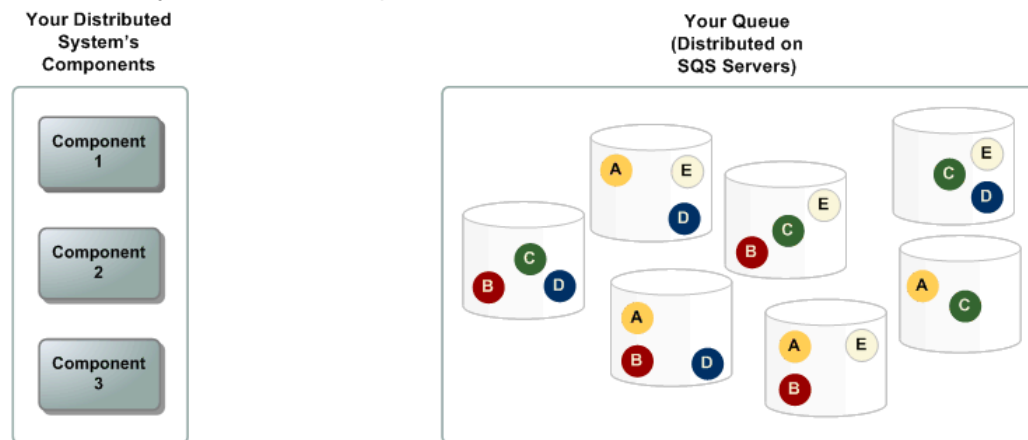 Your Distributed
System's
Components
Component
1
Component
2
Component
3
Your Queue
(Distributed on
SQS Servers)
B
C
D
A
E
D
B
C
E
C
E
D
A
B
D
A
E
B
A
C